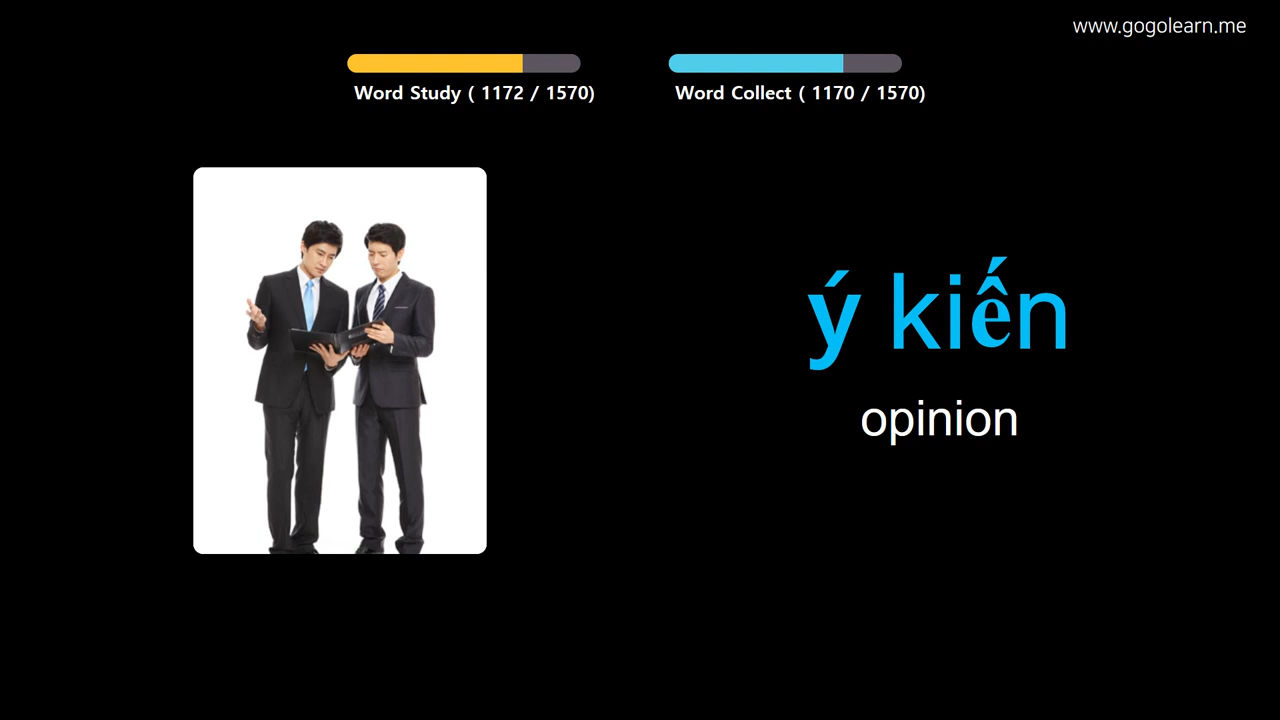 www.gogolearn.me
Word Study ( 1172 / 1570)
Word Collect ( 1170 / 1570)
ý kiến
opinion